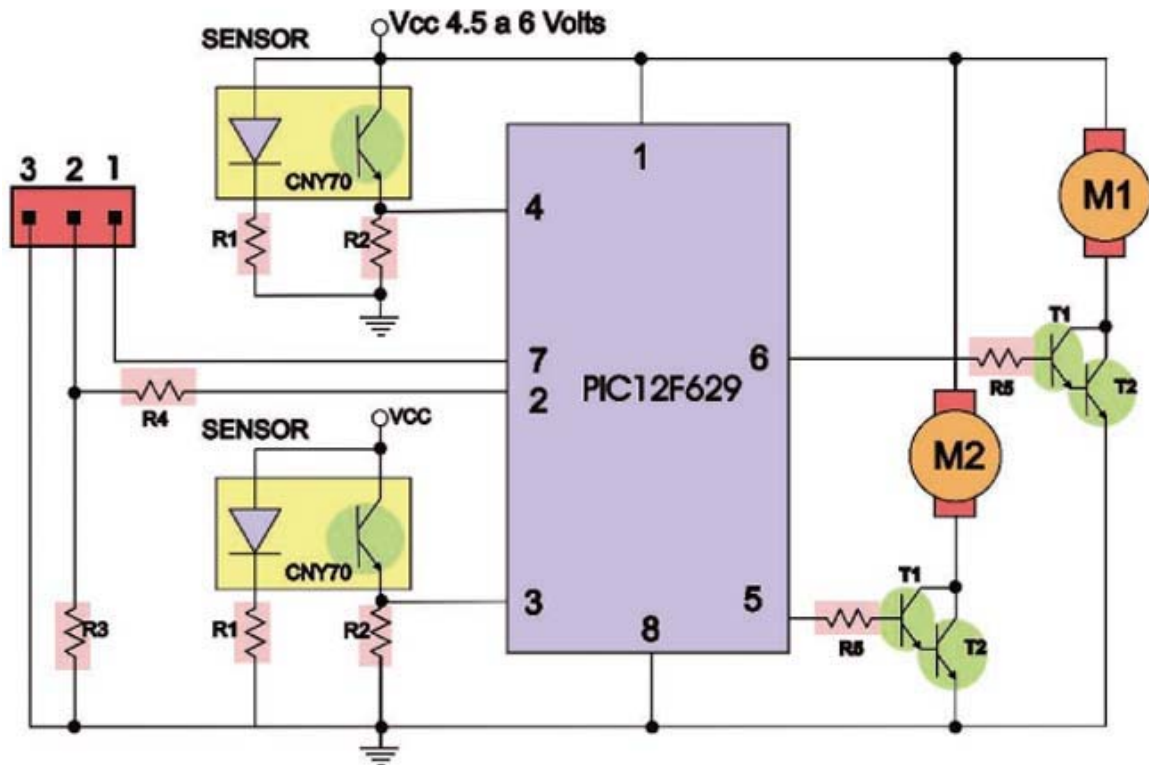 Vcc 4.5 a 6 Volts
SENSOR
3 2 1
1
CNY70
4
M1
R1
R2
T1
7
6
2
PIC12F629
R5
T2
R4
VCC
SENSOR
M2
CNY70
T1
3
5
R3
R1
R2
8
R5
T2